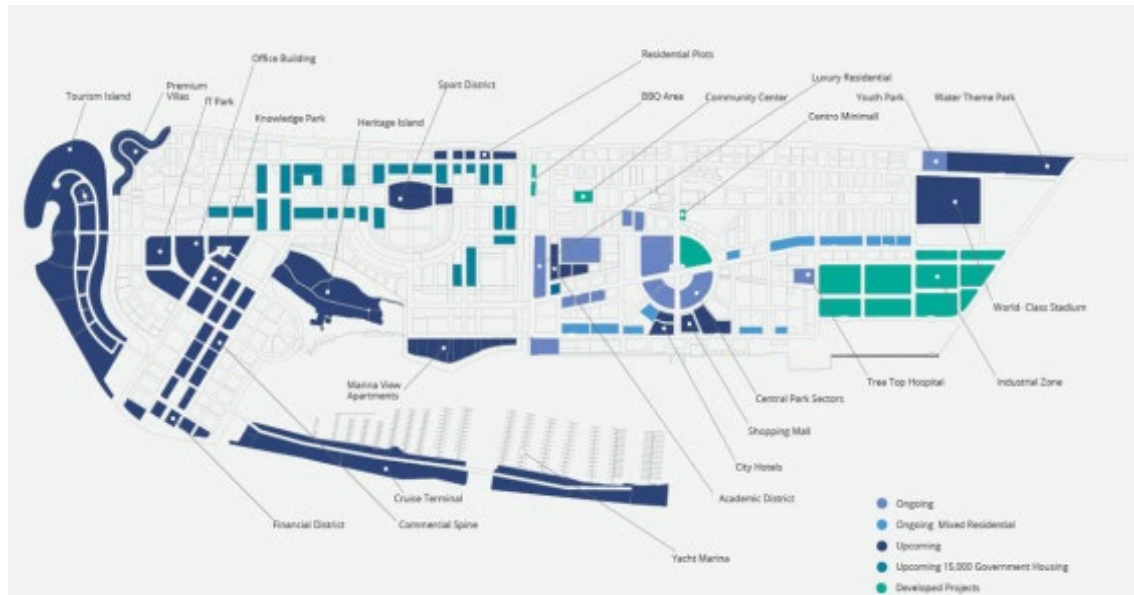 Residential Plots
Office Building
Luxury Residential
Sport District
Premium
Villas
Tourism Island
IT Park
BBQ Area
Community Center
Youth Park
Water Theme Park
Knowledge Park
Heritage Island
Centro Minimall
World- Class Stadium
Tree Top Hospital
Industrial Zone
Marina View
Apartments
Central Park Sectors
Shopping Mall
City Hotels
Cruise Terminal
Academic District
Financial District
Commercial Spine
Yacht Marina
Ongoing
Ongoing Mixed Residential
Upcoming
Upcoming 15,000 Government Housing
Developed Projects